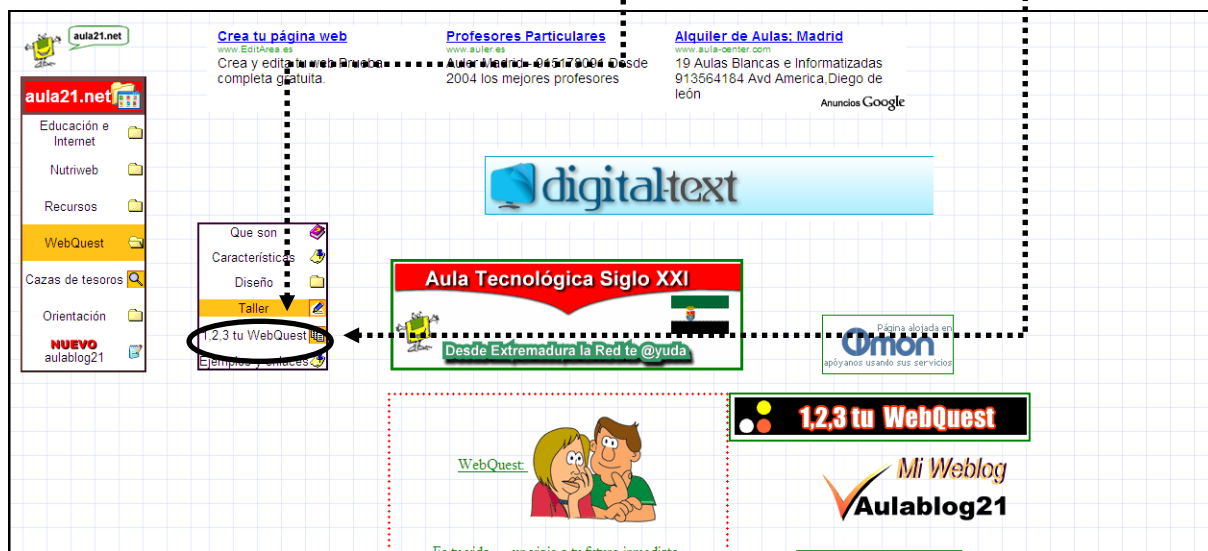 aula21.net
Crea tu página web
www.EditArea.es
Crea y edita tu web Prueba
completa gratuita.
Profesores Particulares
www.auler.es
Auler Madrid - 915178091 Desde
2004 los mejores profesores
Alquiler de Aulas: Madrid
www.aula-center.com
19 Aulas Blancas e Informatizadas
913564184 Avd America,Diego de
león
Anuncios Google
aula21.net
Educación e
Internet
Nutriweb
Recursos
WebQuest
Cazas de tesoros
Orientación
NUEVO
aulablog21
Que son
Características
Diseño
Taller
1,2,3 tu WebQuest
Ejemplos y enlaces
digital-text
Aula Tecnológica Siglo XXI
Desde Extremadura la Red te @yuda
Página alojada en
apóyanos usando sus servicios
1,2,3 tu WebQuest
WebQuest:
Mi Weblog
Aulablog21